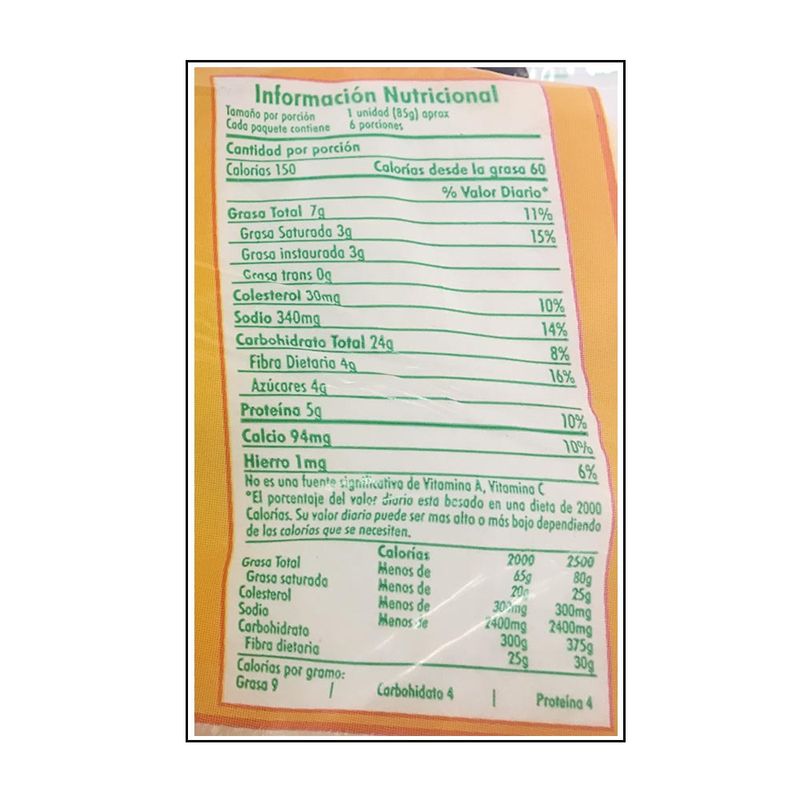 Información Nutricional
Tamaño por porción 1 unidad (85g) aprox
Cada paquete contiene 6 porciones
Cantidad por porción
Calorías 150 Calorías desde la grasa 60
% Valor Diario*
Grasa Total 7g 11%
Grasa Saturada 3g 15%
Grasa instaurada 3g
Grasa trans 0g
Colesterol 30mg 10%
Sodio 340mg 14%
Carbohidrato Total 24g 8%
Fibra Dietaria 4g 16%
Azúcares 4g
Proteína 5g 10%
Calcio 94mg 10%
Hierro 1mg 6%
No es una fuente significativa de Vitamina A, Vitamina C
*El porcentaje del valor diario esta basado en una dieta de 2000
Calorías. Su valor diario puede ser mas alto o más bajo dependiendo
de las calorías que se necesiten.
Calorías 2000 2500
Grasa Total Menos de 65g 80g
Grasa saturada Menos de 20g 25g
Colesterol Menos de 300mg 300mg
Sodio Menos de 2400mg 2400mg
Carbohidrato 300g 375g
Fibra dietaria 25g 30g
Calorías por gramo:
Grasa 9 | Carbohidato 4 | Proteína 4